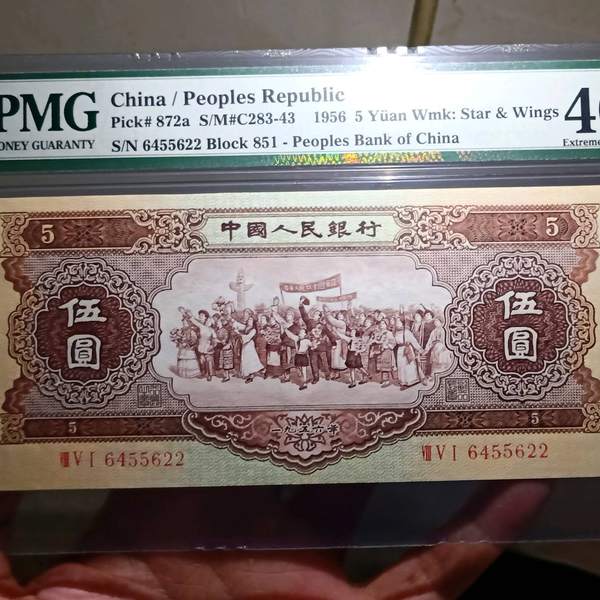 PMG
MONEY GUARANTY
China / Peoples Republic
Pick# 872a S/M#C283-43 1956 5 Yüan Wmk: Star & Wings
S/N 6455622 Block 851 - Peoples Bank of China
40
Extreme
5 中國人民銀行 5
伍圓 伍圓
5 一九五六年 5
VIII V I 6455622 VIII V I 6455622